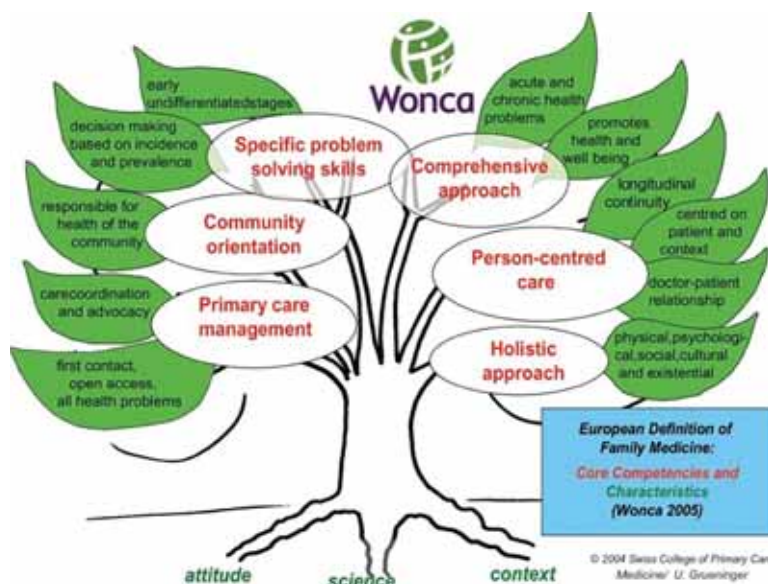 Wonca
early
undifferentiatedstages
decision making
based on incidence
and prevalence
responsible for
health of the
community
carecoordination
and advocacy
first contact,
open access,
all health problems
Specific problem
solving skills
Community
orientation
Primary care
management
acute and
chronic health
problems
promotes
health and
well being
longitudinal
continuity
centred on
patient and
context
doctor-patient
relationship
physical,psychologi-
cal,social,cultural
and existential
Comprehensive
approach
Person-centred
care
Holistic
approach
European Definition of
Family Medicine:
Core Competencies and
Characteristics
(Wonca 2005)
© 2004 Swiss College of Primary Care
Medicine/ U. Grueninger
attitude
science
context